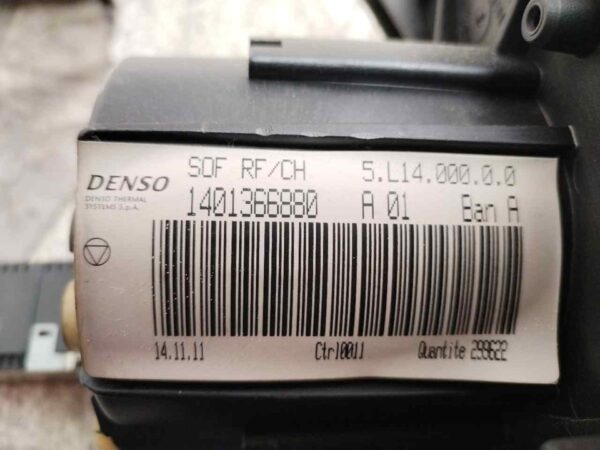 SOF RF/CH 5.L14.000.0.0
DENSO
DENSO THERMAL
SYSTEMS S.p.A.
1401366880 A 01 Ban A
14.11.11 Ctrl0011 Quantite 299622